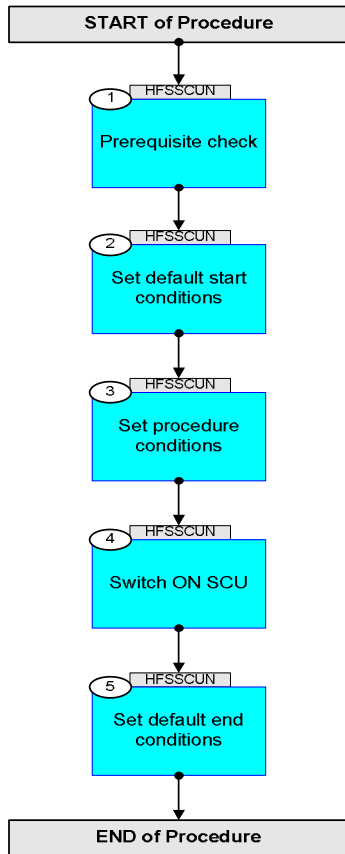 START of Procedure
HFSSCUN
1
Prerequisite check
HFSSCUN
2
Set default start
conditions
HFSSCUN
3
Set procedure
conditions
HFSSCUN
4
Switch ON SCU
HFSSCUN
5
Set default end
conditions
END of Procedure